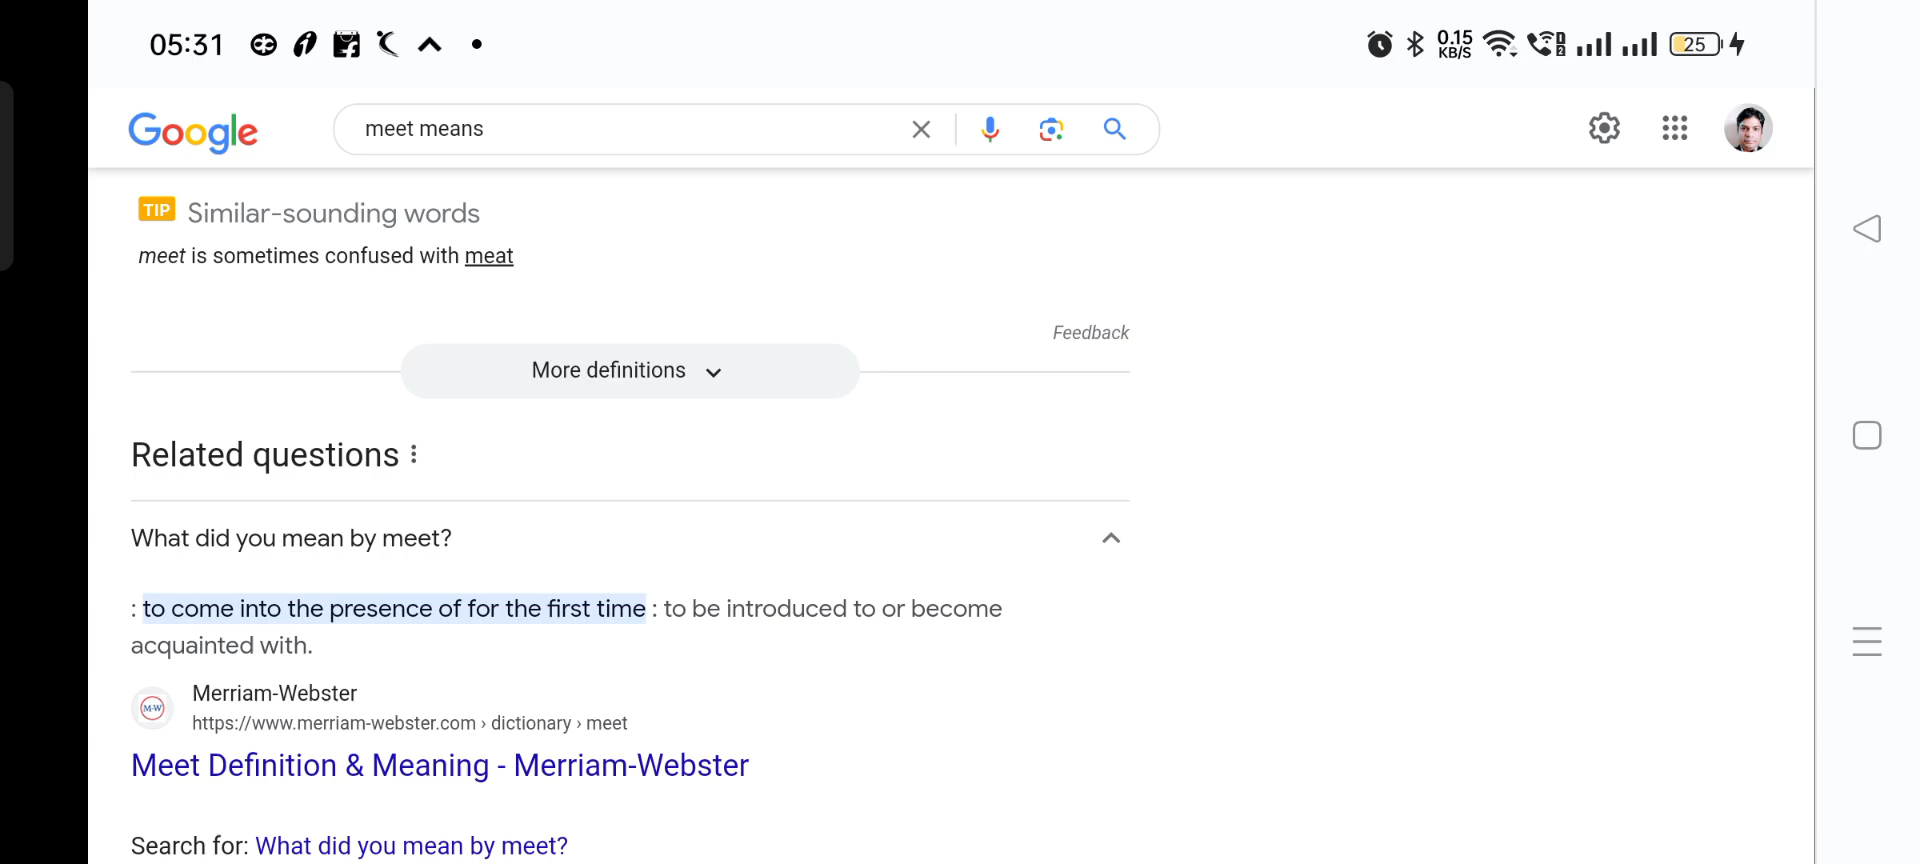 05:31
0.15
KB/S
25
Google
meet means
TIP Similar-sounding words
meet is sometimes confused with meat
Feedback
More definitions
Related questions
What did you mean by meet?
: to come into the presence of for the first time : to be introduced to or become
acquainted with.
M-W
Merriam-Webster
https://www.merriam-webster.com › dictionary › meet
Meet Definition & Meaning - Merriam-Webster
Search for: What did you mean by meet?